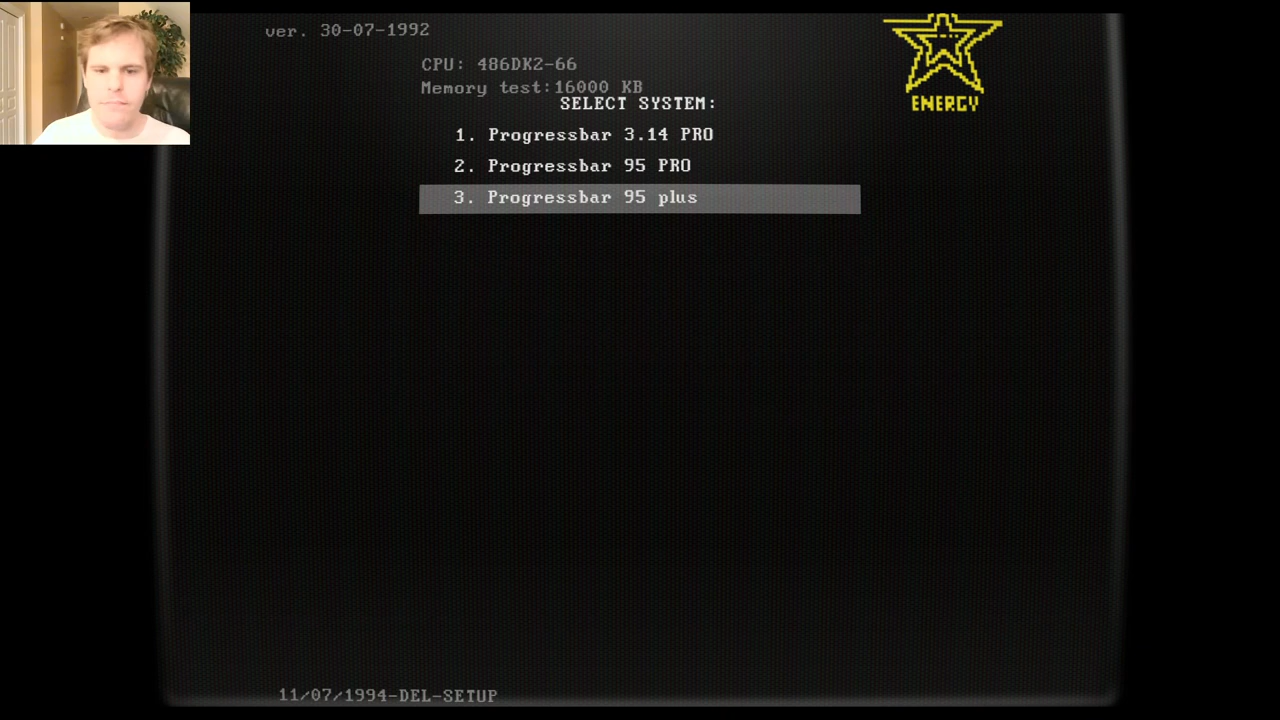 ver. 30-07-1992
ENERGY
CPU: 486DX2-66
Memory test:16000 KB
SELECT SYSTEM:
1. Progressbar 3.14 PRO
2. Progressbar 95 PRO
3. Progressbar 95 plus
11/07/1994-DEL-SETUP